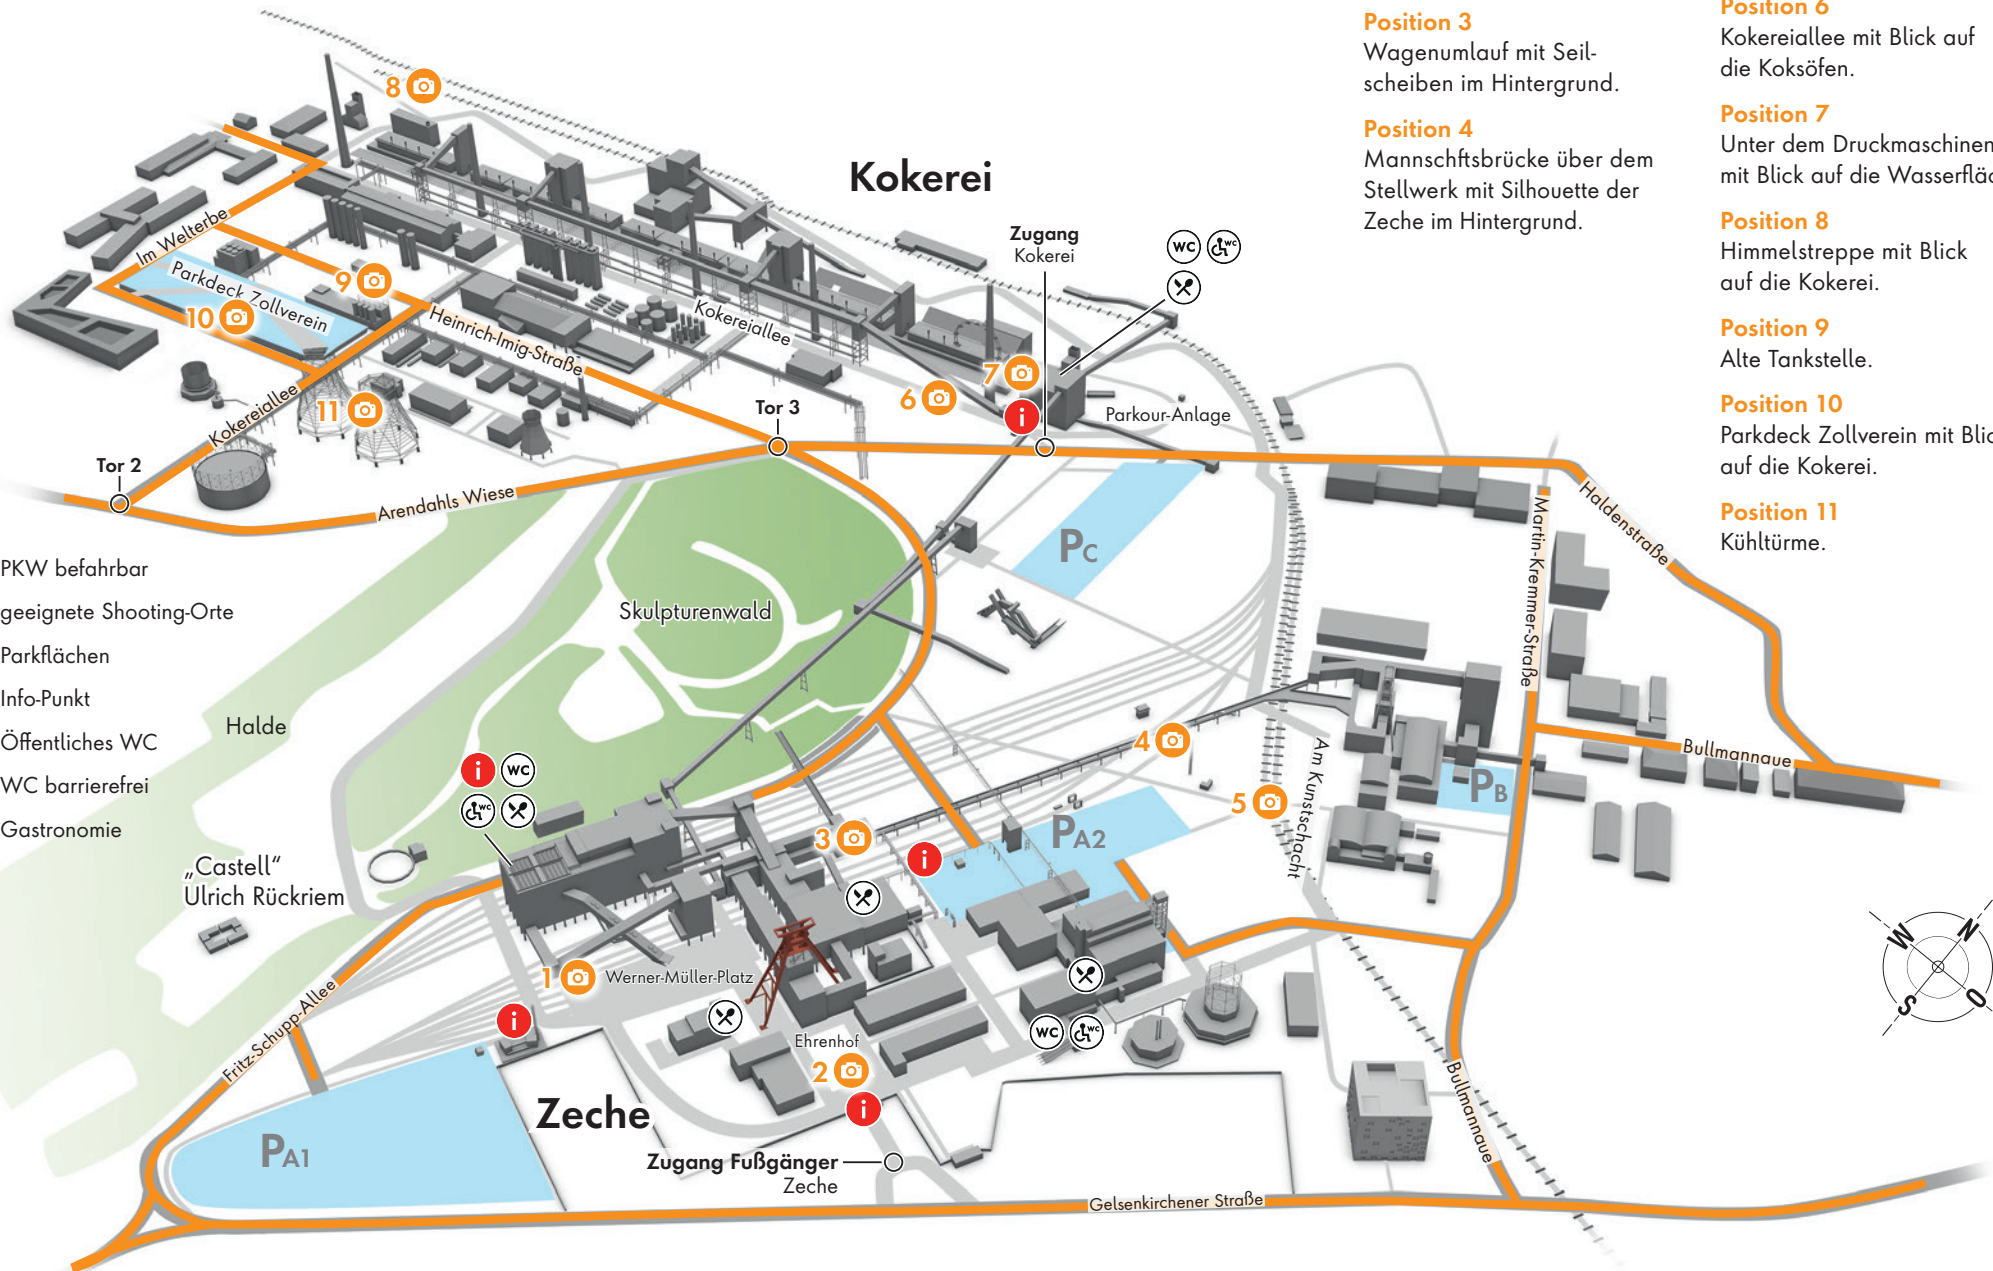 Position 3
Wagenumlauf mit Seil-
scheiben im Hintergrund.
Position 4
Mannschftsbrücke über dem
Stellwerk mit Silhouette der
Zeche im Hintergrund.
Position 6
Kokereiallee mit Blick auf
die Koksöfen.
Position 7
Unter dem Druckmaschinen
mit Blick auf die Wasserfläc
Position 8
Himmelstreppe mit Blick
auf die Kokerei.
Position 9
Alte Tankstelle.
Position 10
Parkdeck Zollverein mit Blic
auf die Kokerei.
Position 11
Kühltürme.
8
Kokerei
Zugang
Kokerei
WC
WC
Im Welterbe
Parkdeck Zollverein
9
10
Heinrich-Imig-Straße
Kokereiallee
7
6
i
Parkour-Anlage
11
Kokereiallee
Tor 3
Tor 2
Arendahls Wiese
Haldenstraße
Martin-Kremmer-Straße
PC
Skulpturenwald
PKW befahrbar
geeignete Shooting-Orte
Parkflächen
Info-Punkt
Öffentliches WC
WC barrierefrei
Gastronomie
Halde
i
WC
WC
4
Am Kunstschacht
Bullmannaue
PB
5
3
PA2
i
„Castell“
Ulrich Rückriem
1
Werner-Müller-Platz
i
Fritz-Schupp-Allee
WC
WC
Ehrenhof
2
i
W
N
S
O
Zeche
PA1
Bullmannaue
Zugang Fußgänger
Zeche
Gelsenkirchener Straße